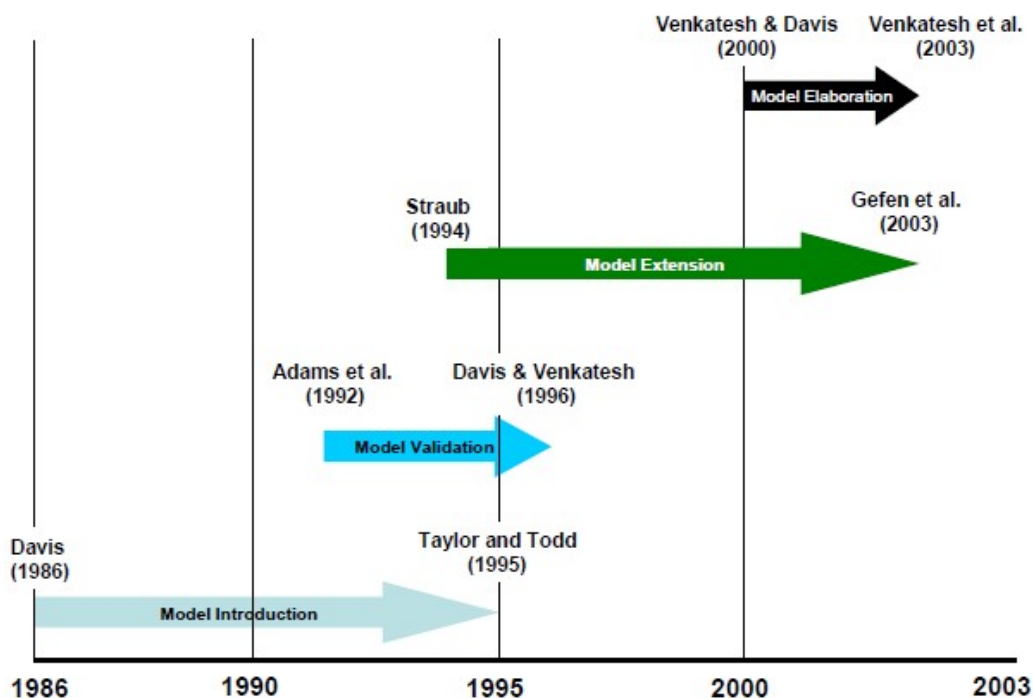 Venkatesh & Davis
(2000)
Venkatesh et al.
(2003)
Model Elaboration
Straub
(1994)
Gefen et al.
(2003)
Model Extension
Adams et al.
(1992)
Davis & Venkatesh
(1996)
Model Validation
Davis
(1986)
Taylor and Todd
(1995)
Model Introduction
1986 1990 1995 2000 2003